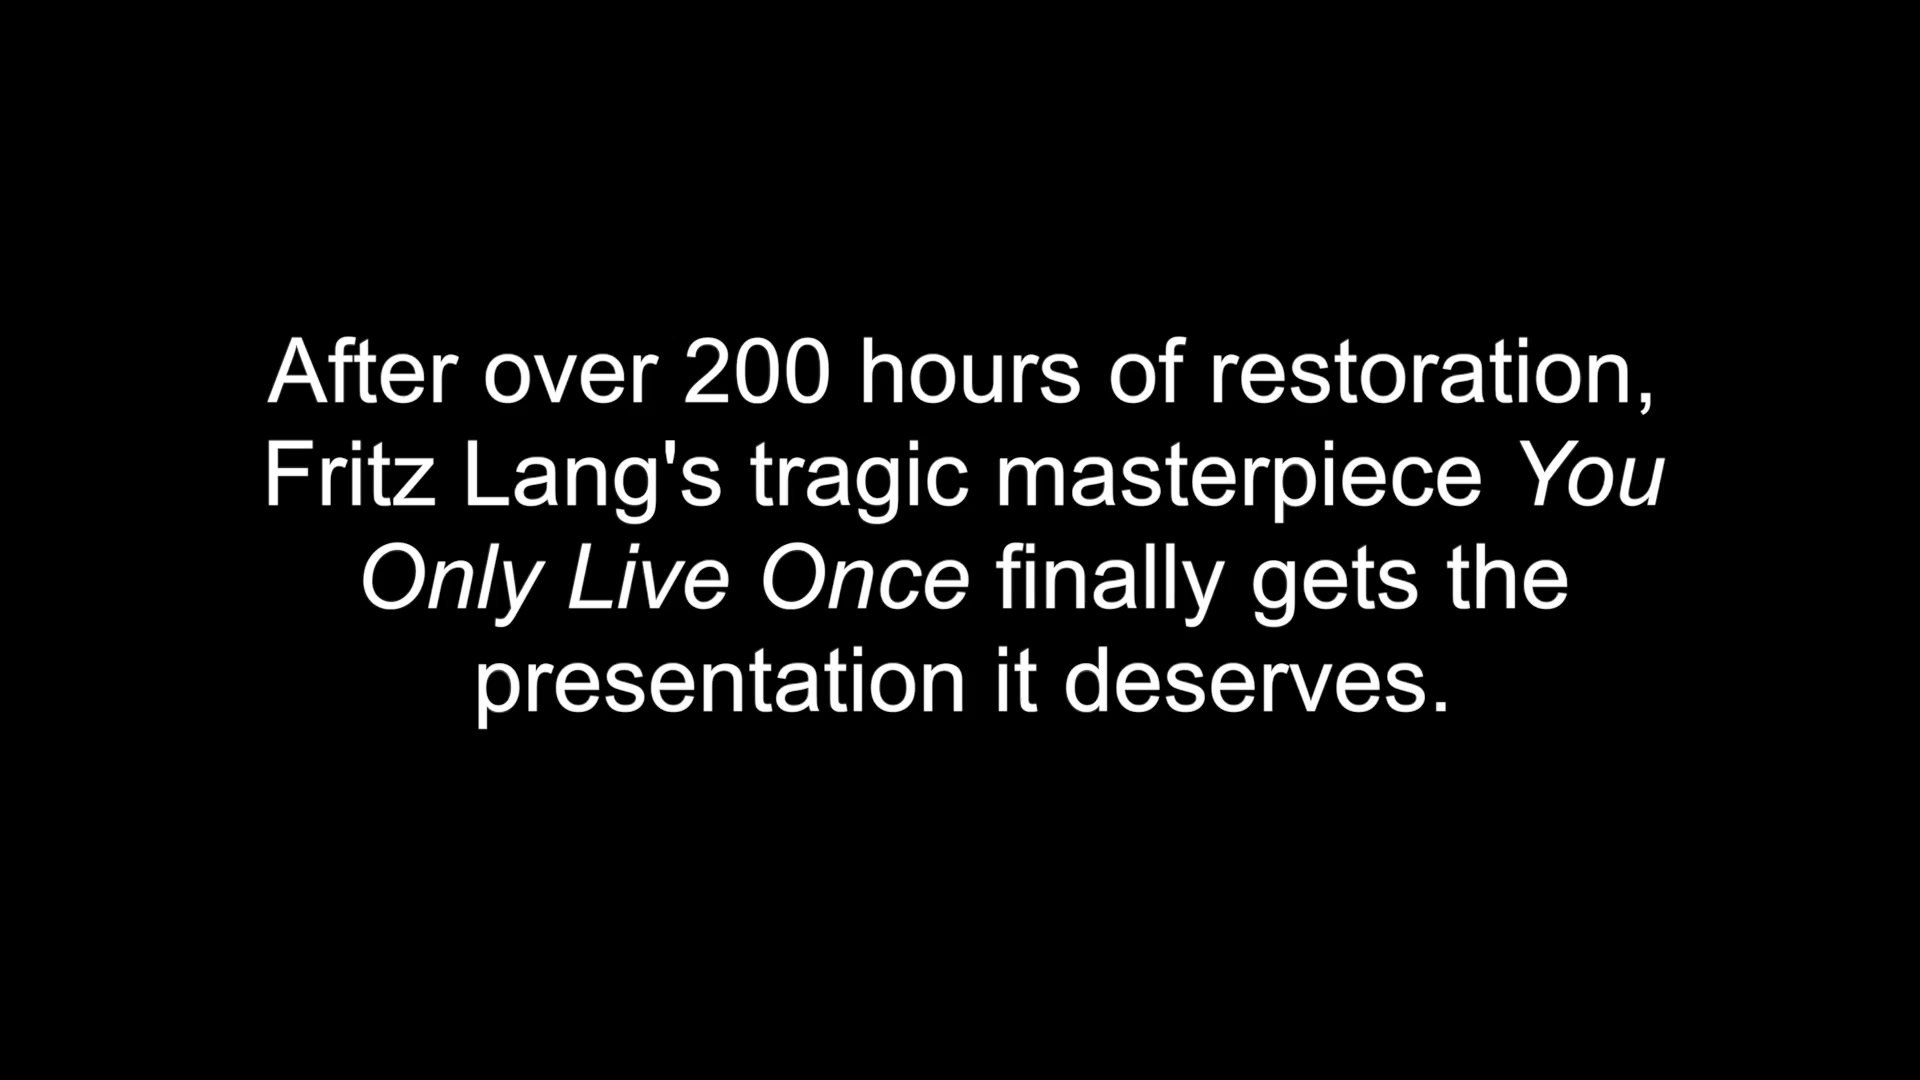 After over 200 hours of restoration,
Fritz Lang's tragic masterpiece You
Only Live Once finally gets the
presentation it deserves.